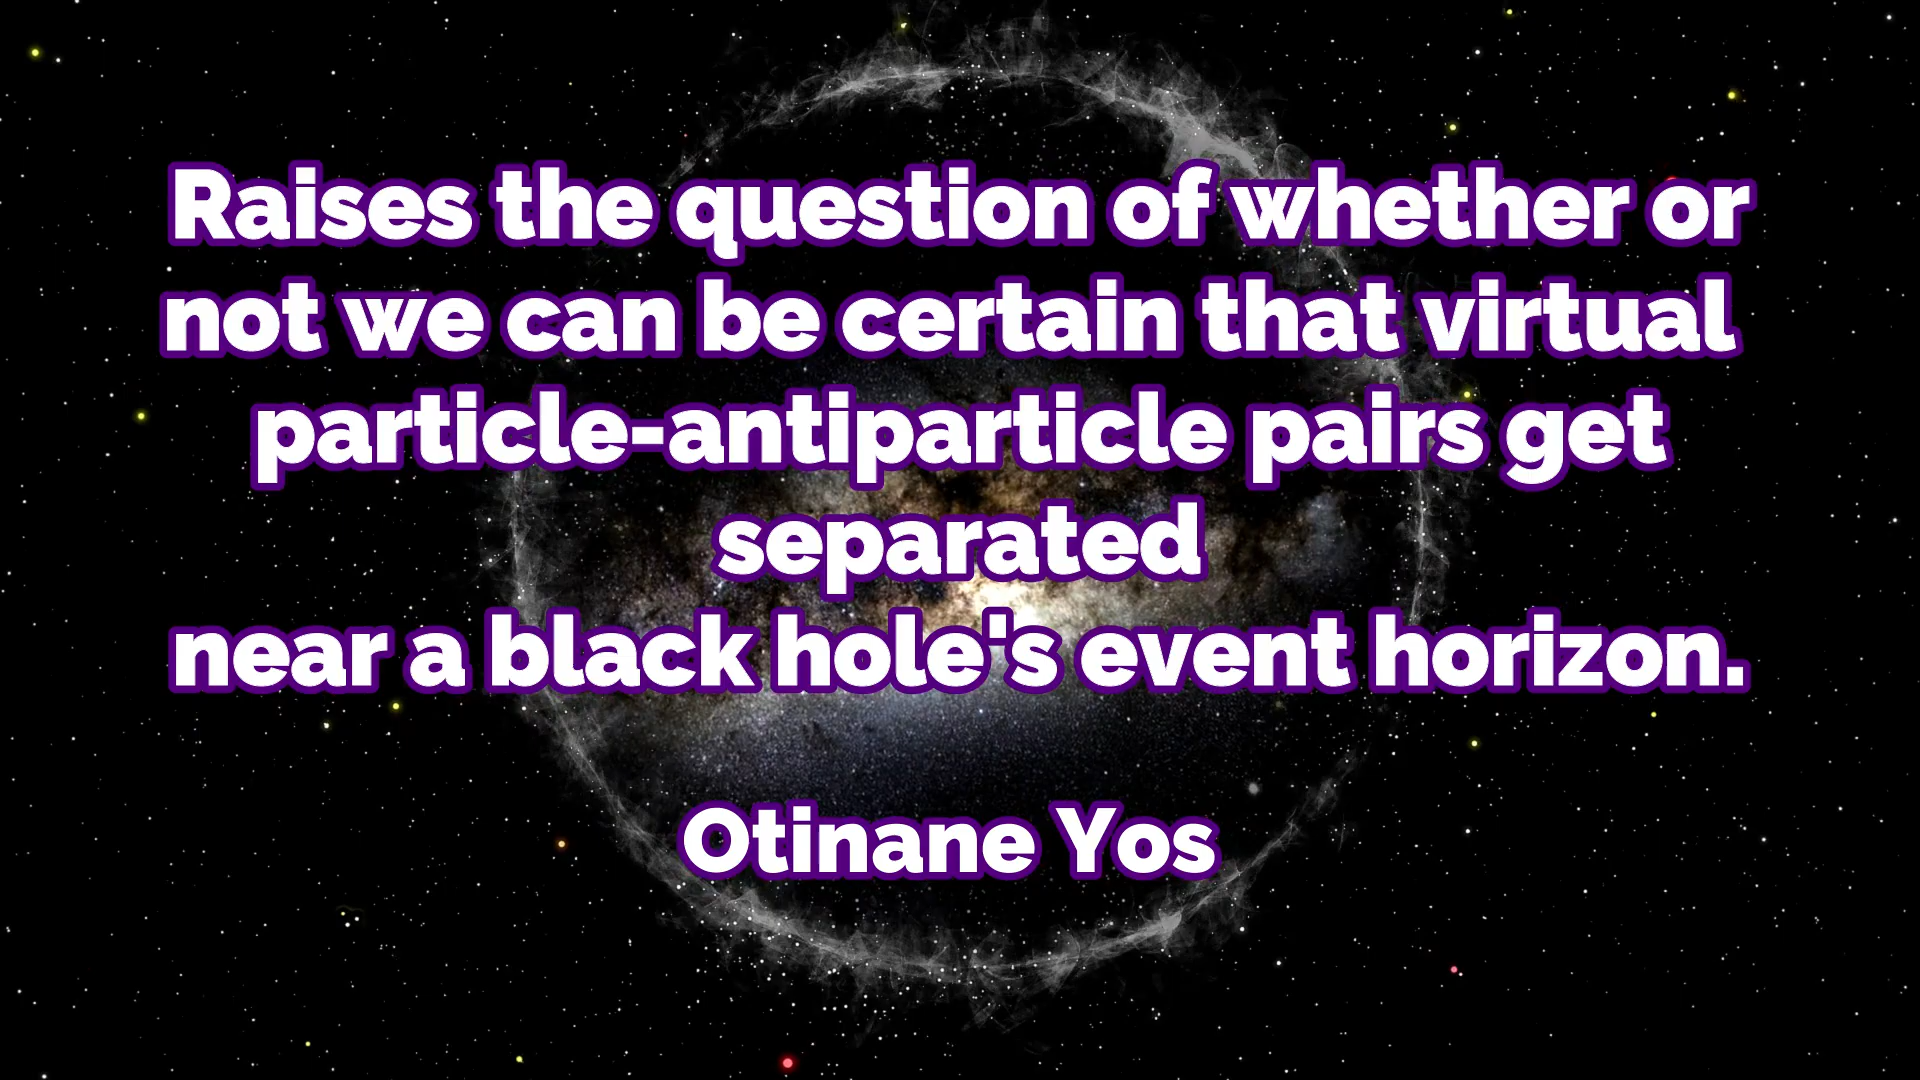 Raises the question of whether or
not we can be certain that virtual
particle-antiparticle pairs get
separated
near a black hole's event horizon.
Otinane Yos